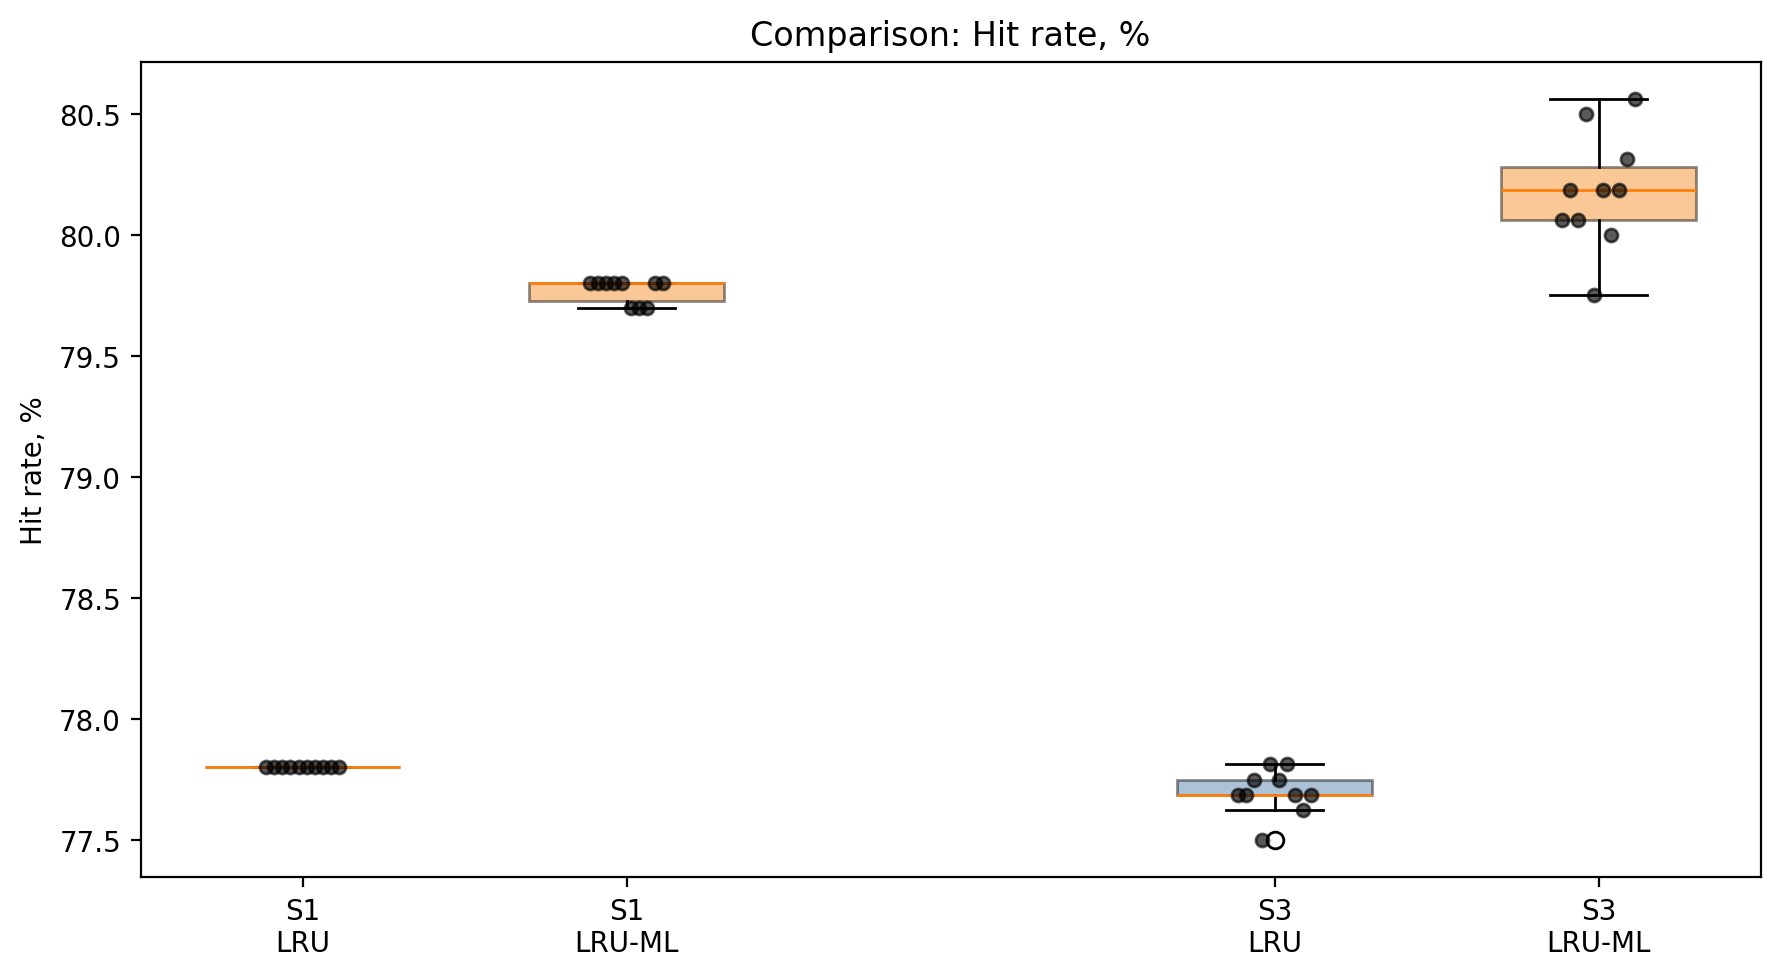 Comparison: Hit rate, %
Hit rate, %
80.5
80.0
79.5
79.0
78.5
78.0
77.5
S1
LRU
S1
LRU-ML
S3
LRU
S3
LRU-ML